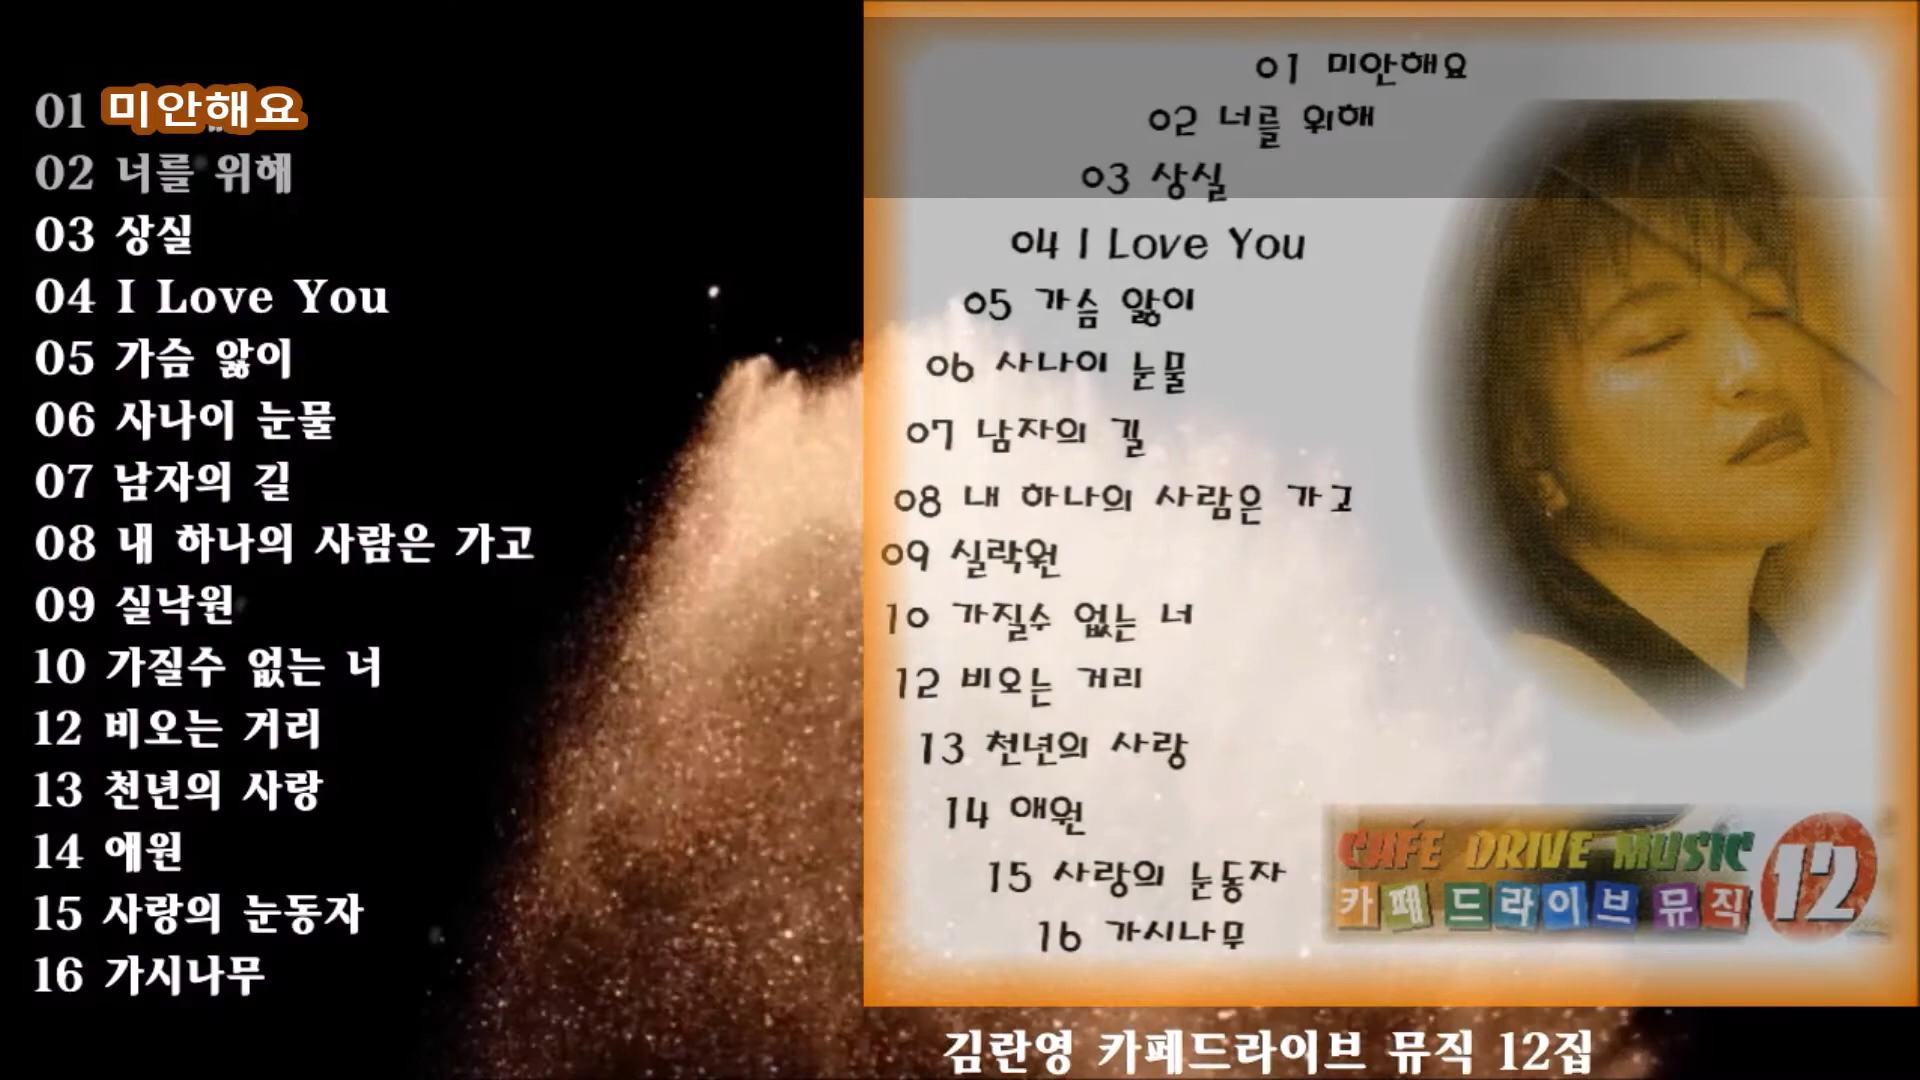 01 미안해요
02 너를 위해
03 상실
04 I Love You
05 가슴 앓이
06 사나이 눈물
07 남자의 길
08 내 하나의 사람은 가고
09 실낙원
10 가질수 없는 너
12 비오는 거리
13 천년의 사랑
14 애원
15 사랑의 눈동자
16 가시나무
01 미안해요
02 너를 위해
03 상실
04 I Love You
05 가슴 앓이
06 사나이 눈물
07 남자의 길
08 내 하나의 사람은 가고
09 실락원
10 가질수 없는 너
12 비오는 거리
13 천년의 사랑
14 애원
15 사랑의 눈동자
16 가시나무
CAFE DRIVE MUSIC
카페드라이브뮤직 12
김란영 카페드라이브 뮤직 12집